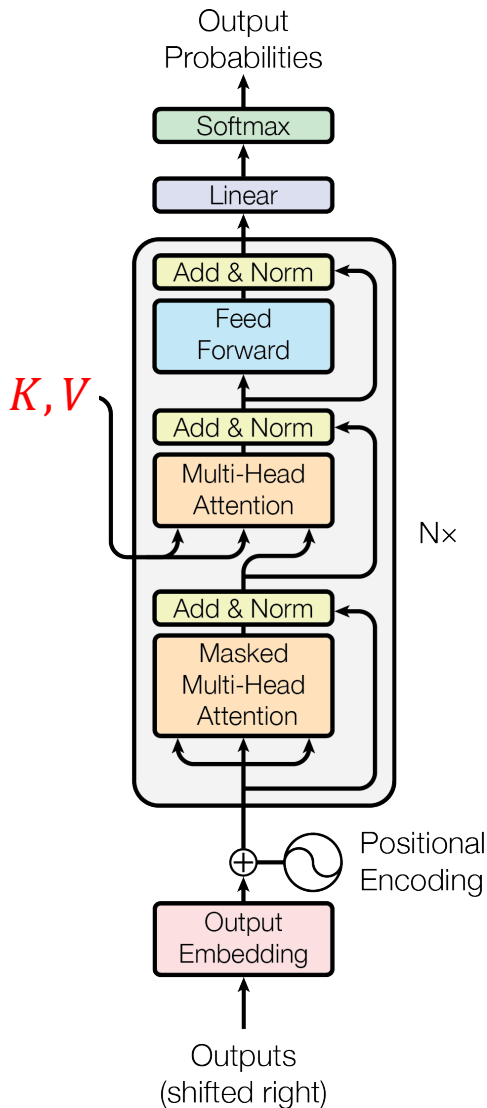 Output
Probabilities
Softmax
Linear
Add & Norm
Feed
Forward
K, V
Add & Norm
Multi-Head
Attention
N×
Add & Norm
Masked
Multi-Head
Attention
Positional
Encoding
Output
Embedding
Outputs
(shifted right)